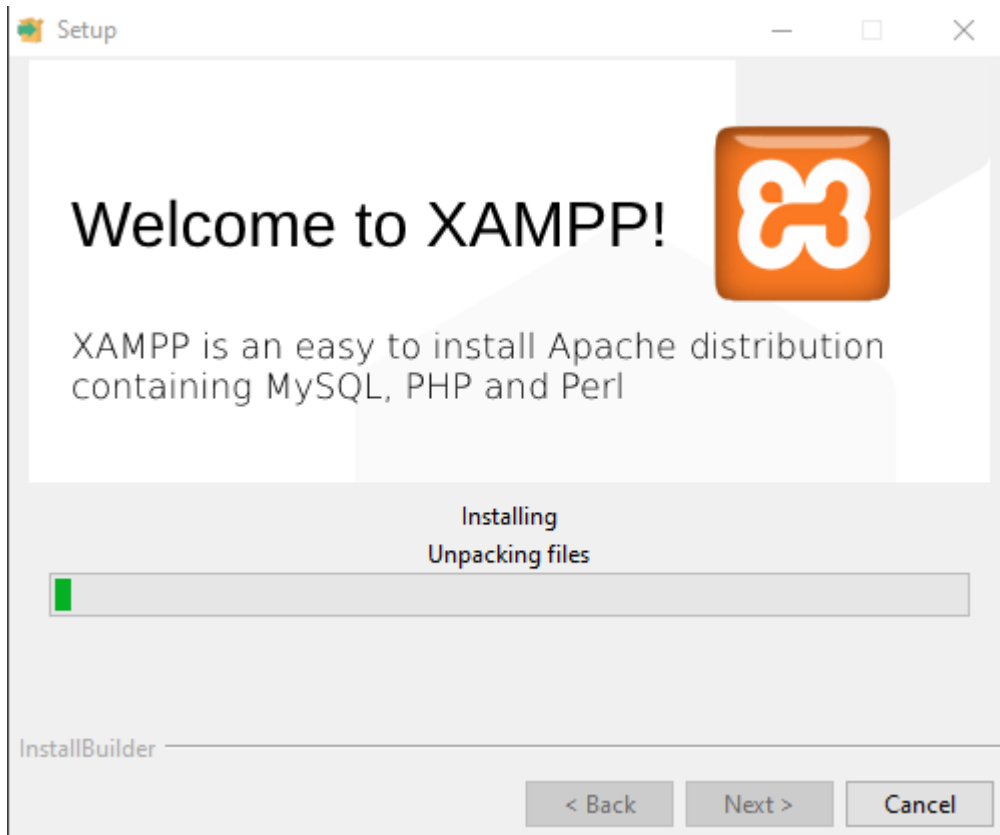 Setup
Welcome to XAMPP!
XAMPP is an easy to install Apache distribution
containing MySQL, PHP and Perl
Installing
Unpacking files
InstallBuilder
< Back
Next >
Cancel